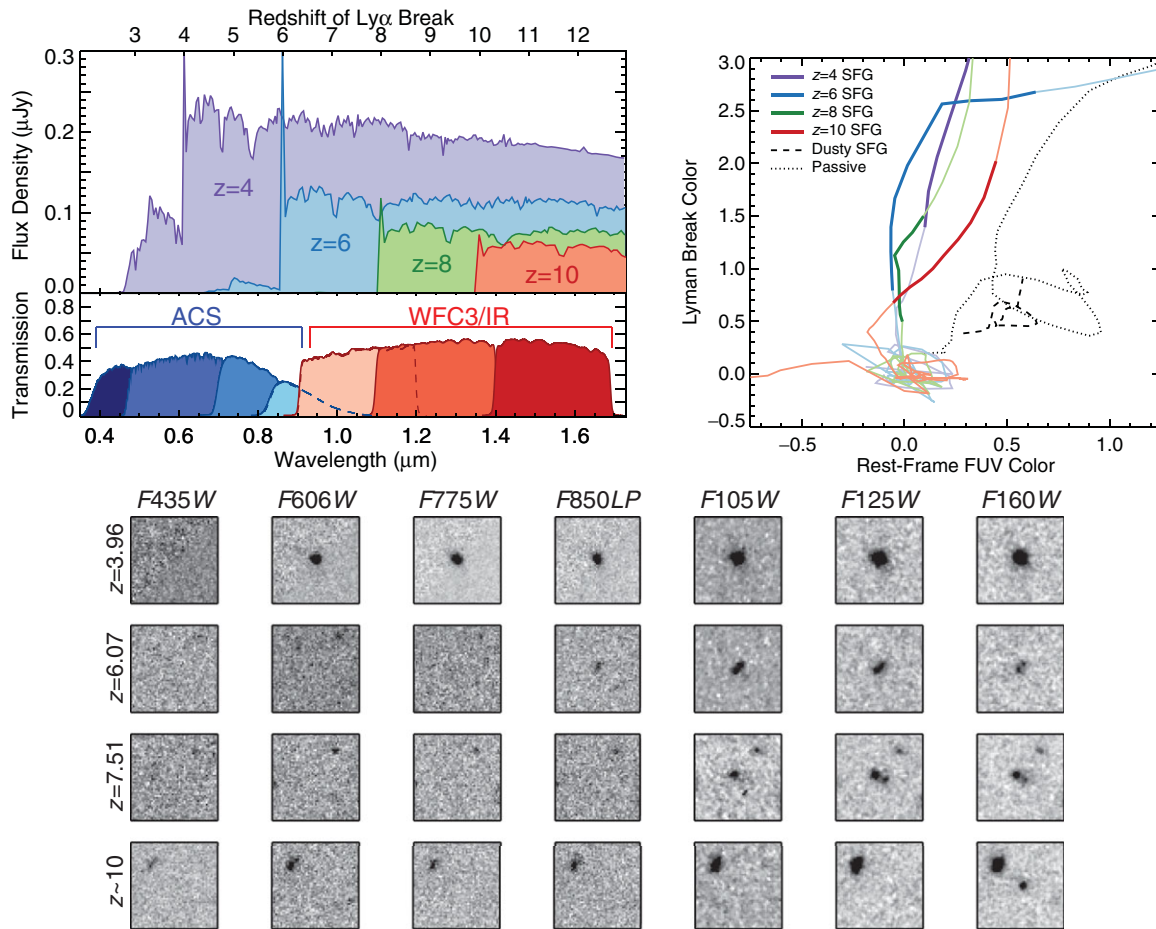 Redshift of Lyα Break
3 4 5 6 7 8 9 10 11 12
0.3
0.2
0.1
0.0
Flux Density (μJy)
z=4
z=6
z=8
z=10
0.8
0.6
0.4
0.2
0
Transmission
ACS
WFC3/IR
0.4 0.6 0.8 1.0 1.2 1.4 1.6
Wavelength (μm)
3.0
2.5
2.0
1.5
1.0
0.5
0.0
−0.5
Lyman Break Color
z=4 SFG
z=6 SFG
z=8 SFG
z=10 SFG
Dusty SFG
Passive
−0.5 0.0 0.5 1.0
Rest-Frame FUV Color
F435W F606W F775W F850LP F105W F125W F160W
z=3.96
z=6.07
z=7.51
z~10